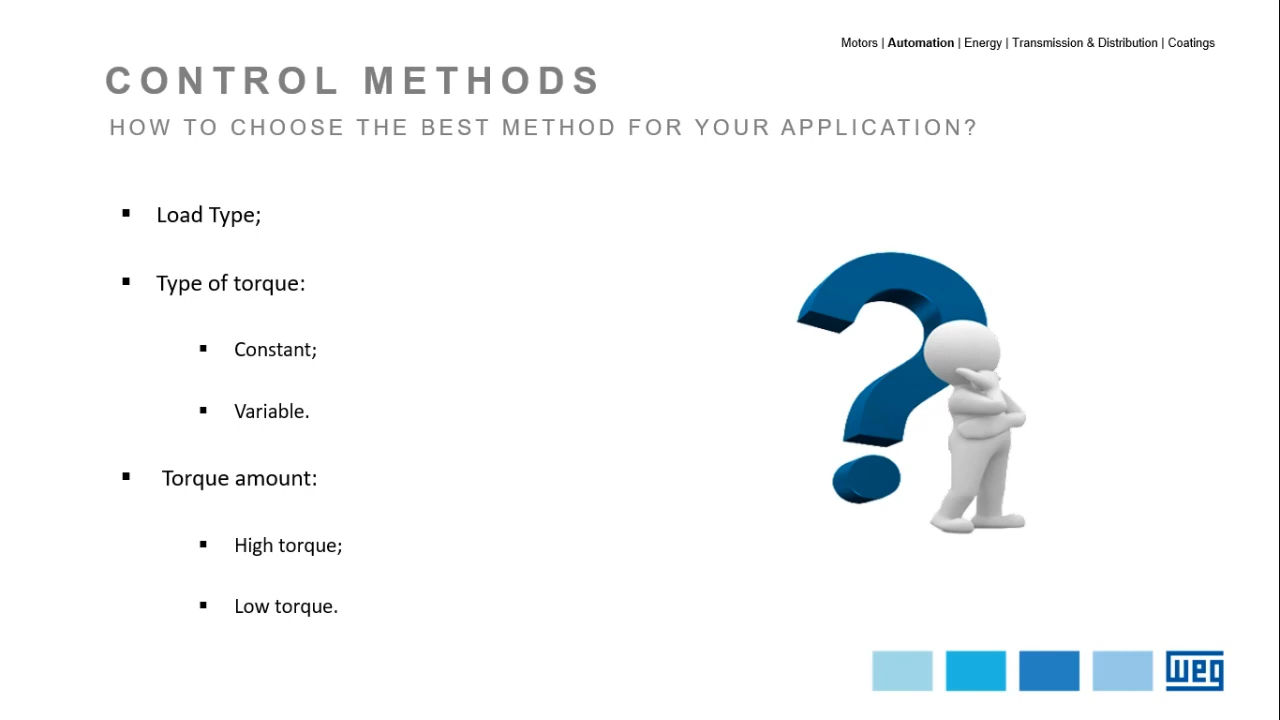 Motors | Automation | Energy | Transmission & Distribution | Coatings
CONTROL METHODS
HOW TO CHOOSE THE BEST METHOD FOR YOUR APPLICATION?
▪ Load Type;
▪ Type of torque:
▪ Constant;
▪ Variable.
▪ Torque amount:
▪ High torque;
▪ Low torque.
weg